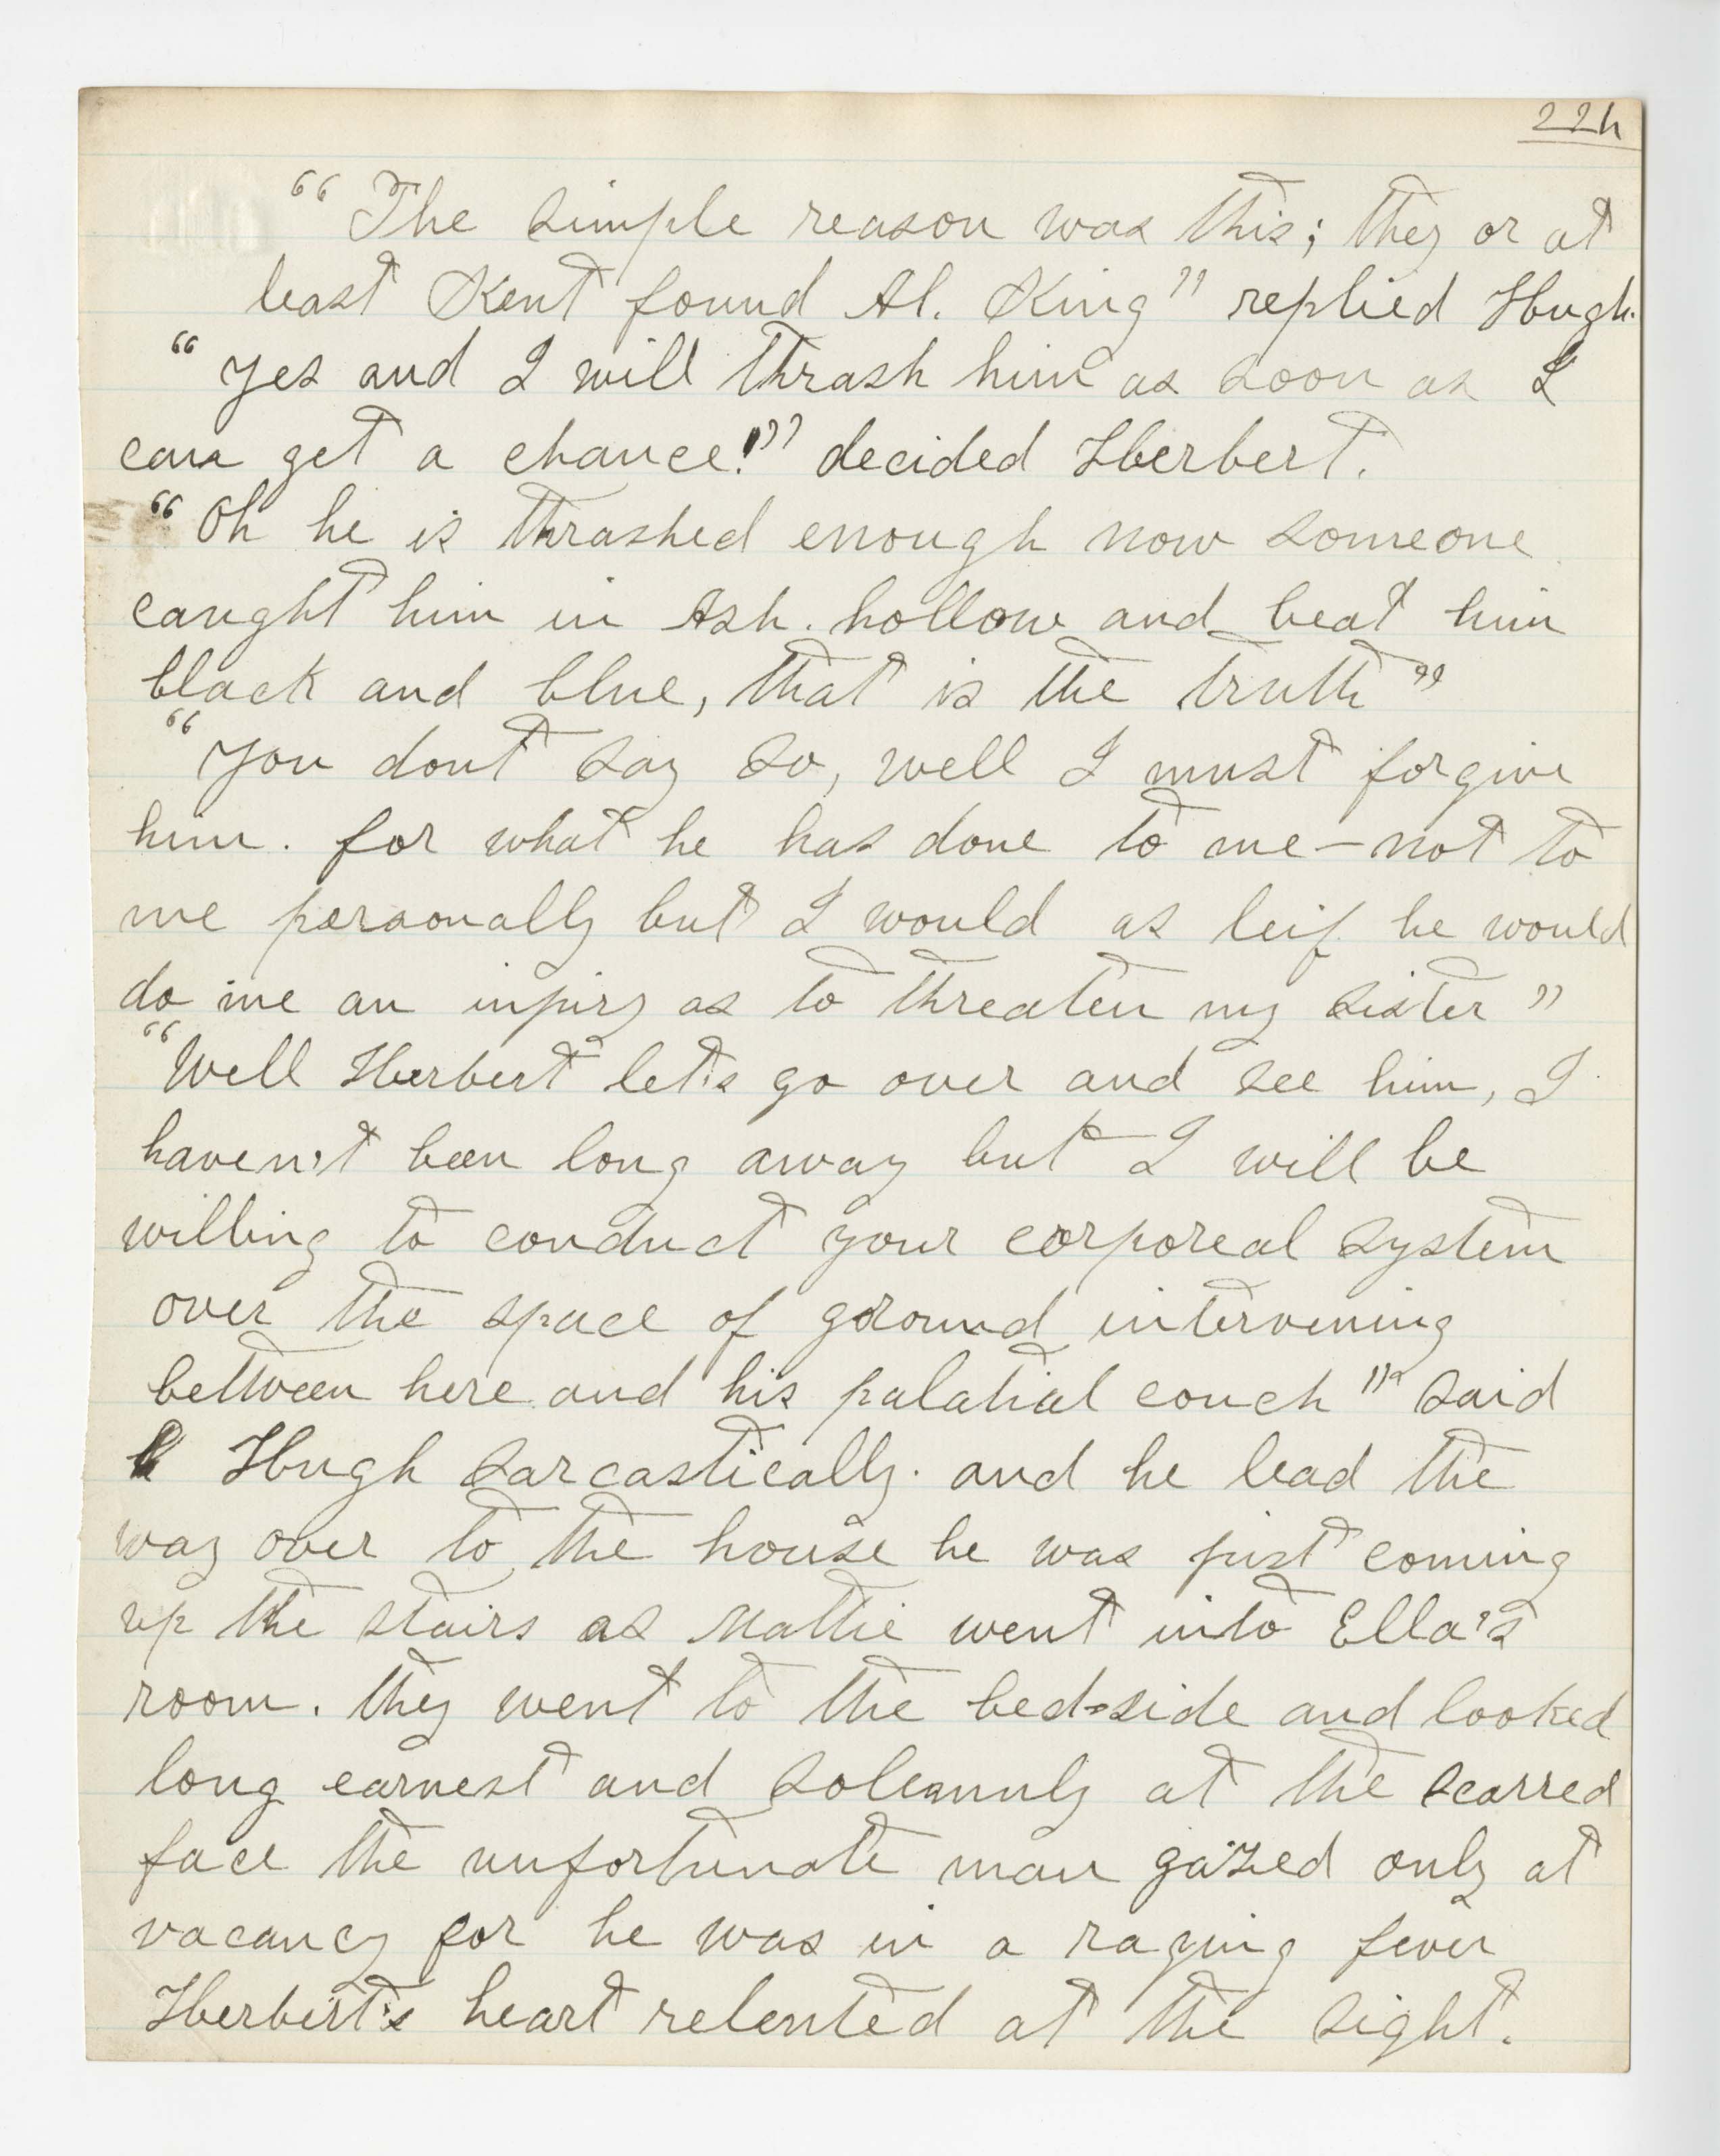 224
“The simple reason was this; they or at
least Kent found Al. King” replied Hugh.
“Yes and I will thrash him as soon as I
can get a chance!” decided Herbert.
“Oh he is thrashed enough now someone
caught him in Ash. hollow and beat him
black and blue, that is the truth”
“You dont say so, well I must forgive
him. for what he has done to me—not to
me personally but I would as leif he would
do me an injury as to threaten my sister”
“Well Herbert let's go over and see him, I
haven't been long away but I will be
willing to conduct your corporeal system
over the space of ground intervening
between here and his palatial couch” said
Hugh sarcastically. and he lead the
way over to the house he was just coming
up the stairs as Mattie went into Ella's
room. they went to the bed-side and looked
long earnest and solemnly at the scarred
face the unfortunate man gazed only at
vacancy for he was in a raging fever
Herbert's heart relented at the sight.